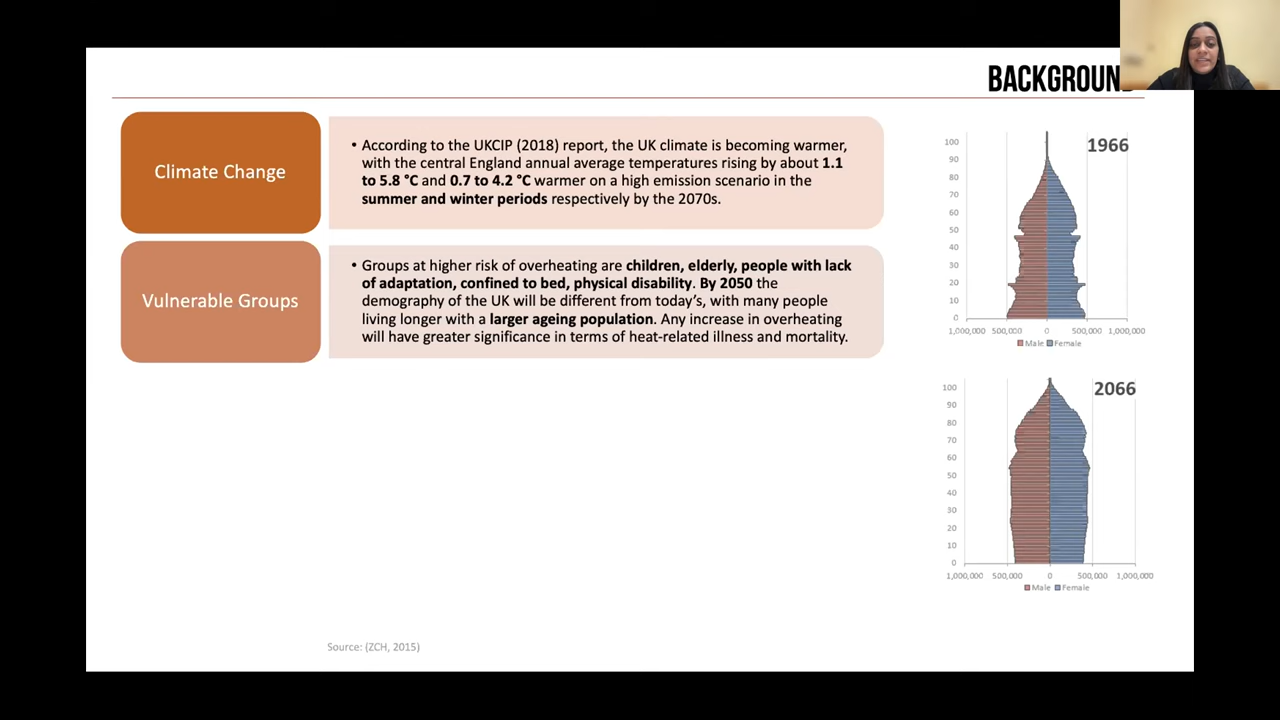 BACKGROUND
Climate Change
• According to the UKCIP (2018) report, the UK climate is becoming warmer,
with the central England annual average temperatures rising by about 1.1
to 5.8 °C and 0.7 to 4.2 °C warmer on a high emission scenario in the
summer and winter periods respectively by the 2070s.
Vulnerable Groups
• Groups at higher risk of overheating are children, elderly, people with lack
of adaptation, confined to bed, physical disability. By 2050 the
demography of the UK will be different from today's, with many people
living longer with a larger ageing population. Any increase in overheating
will have greater significance in terms of heat-related illness and mortality.
1966
100
90
80
70
60
50
40
30
20
10
0
1,000,000 500,000 0 500,000 1,000,000
Male Female
2066
100
90
80
70
60
50
40
30
20
10
0
1,000,000 500,000 0 500,000 1,000,000
Male Female
Source: (ZCH, 2015)